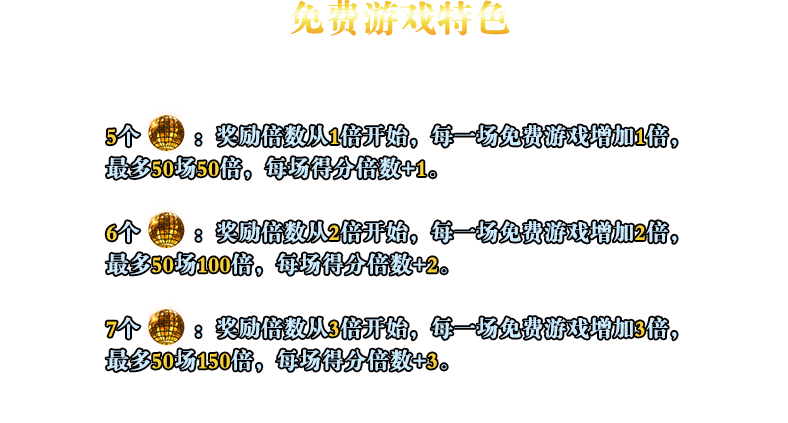 免费游戏特色
5个 ：奖励倍数从1倍开始，每一场免费游戏增加1倍，
最多50场50倍，每场得分倍数+1。
6个 ：奖励倍数从2倍开始，每一场免费游戏增加2倍，
最多50场100倍，每场得分倍数+2。
7个 ：奖励倍数从3倍开始，每一场免费游戏增加3倍，
最多50场150倍，每场得分倍数+3。